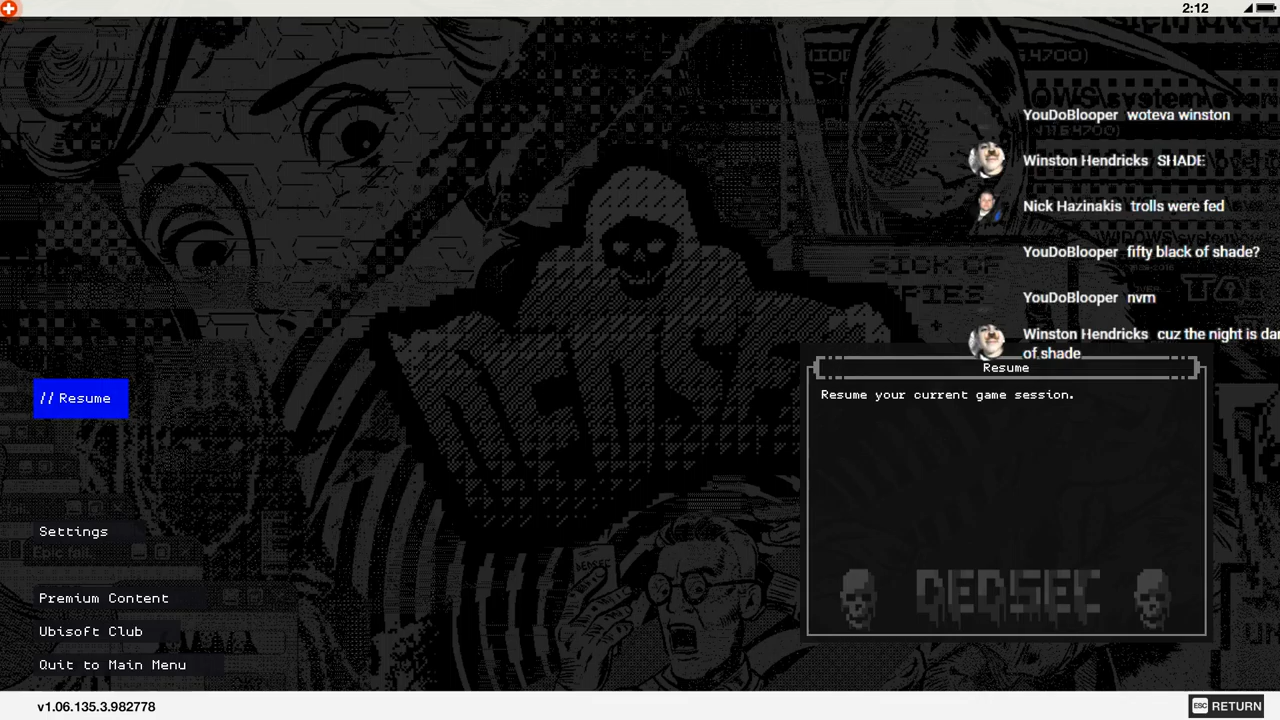 2:12
YouDoBlooper woteva winston
Winston Hendricks SHADE
Nick Hazinakis trolls were fed
YouDoBlooper fifty black of shade?
YouDoBlooper nvm
Winston Hendricks cuz the night is dar
of shade
Resume
Resume your current game session.
// Resume
Settings
Epic fail.
Premium Content
Ubisoft Club
Quit to Main Menu
DEDSEC
v1.06.135.3.982778
ESC RETURN